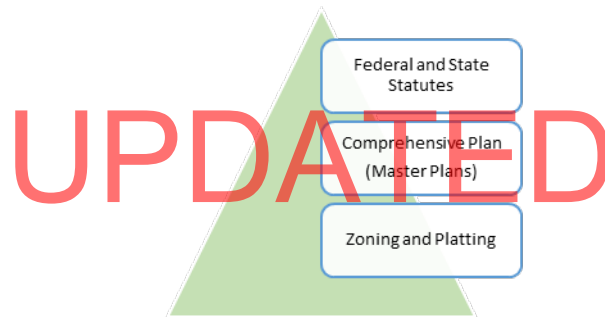 Federal and State
Statutes
UPDATED
Comprehensive Plan
(Master Plans)
Zoning and Platting